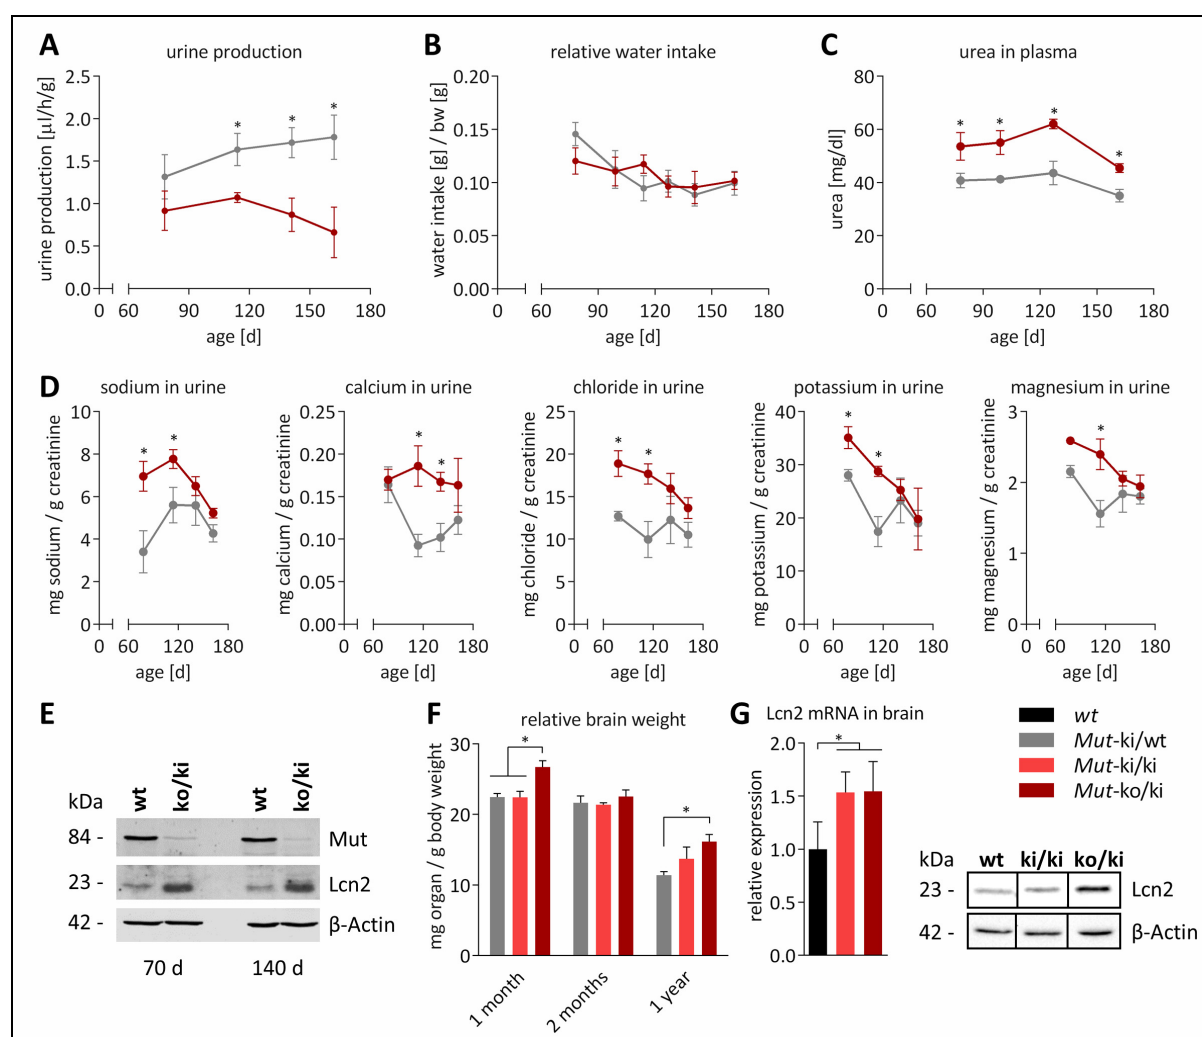 A urine production
urine production [µl/h/g]
2.5
2.0
1.5
1.0
0.5
0.0
* * *
0 60 90 120 150 180
age [d]
B relative water intake
water intake [g] / bw [g]
0.20
0.15
0.10
0.05
0.00
0 60 90 120 150 180
age [d]
C urea in plasma
urea [mg/dl]
80
60
40
20
0
* * * *
0 60 90 120 150 180
age [d]
D sodium in urine
mg sodium / g creatinine
10
8
6
4
2
0
* *
0 60 120 180
age [d]
calcium in urine
mg calcium / g creatinine
0.25
0.20
0.15
0.10
0.05
0.00
* *
0 60 120 180
age [d]
chloride in urine
mg chloride / g creatinine
25
20
15
10
5
0
* *
0 60 120 180
age [d]
potassium in urine
mg potassium / g creatinine
40
30
20
10
0
* *
0 60 120 180
age [d]
magnesium in urine
mg magnesium / g creatinine
3
2
1
0
*
0 60 120 180
age [d]
E
wt ko/ki wt ko/ki
kDa
84 - Mut
23 - Lcn2
42 - β-Actin
70 d 140 d
F relative brain weight
mg organ / g body weight
30
20
10
0
* *
1 month 2 months 1 year
G Lcn2 mRNA in brain
relative expression
2.0
1.5
1.0
0.5
0.0
*
wt
Mut-ki/wt
Mut-ki/ki
Mut-ko/ki
kDa wt ki/ki ko/ki
23 - Lcn2
42 - β-Actin